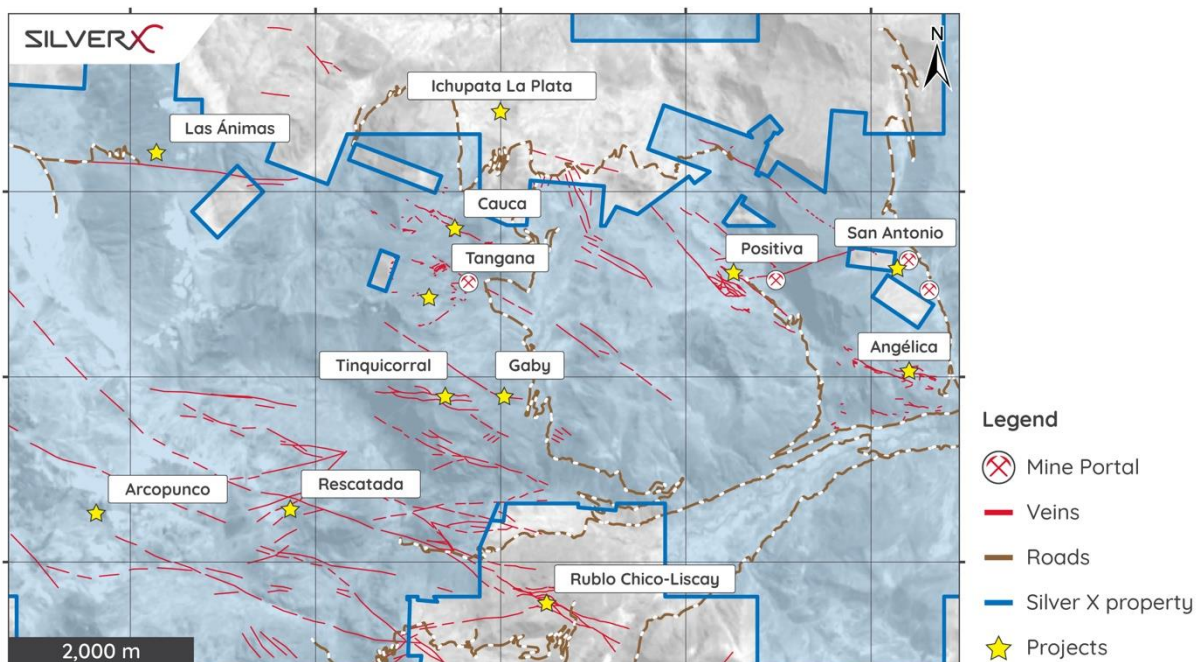 SILVERX
N
Ichupata La Plata
Las Ánimas
Cauca
San Antonio
Positiva
Tangana
Angélica
Tinquicorral
Gaby
Arcopunco
Rescatada
Rublo Chico-Liscay
2,000 m
Legend
Mine Portal
Veins
Roads
Silver X property
Projects